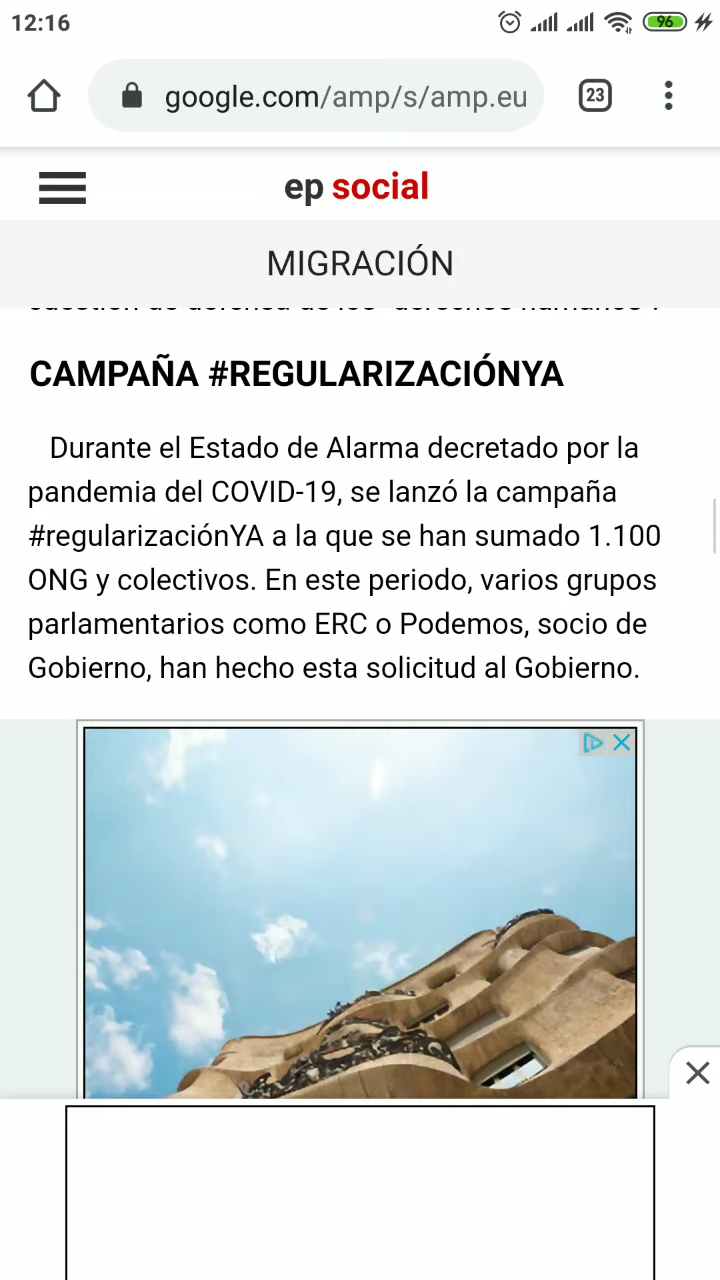 12:16
96
google.com/amp/s/amp.eu
23
ep social
MIGRACIÓN
CAMPAÑA #REGULARIZACIÓNYA
Durante el Estado de Alarma decretado por la
pandemia del COVID-19, se lanzó la campaña
#regularizaciónYA a la que se han sumado 1.100
ONG y colectivos. En este periodo, varios grupos
parlamentarios como ERC o Podemos, socio de
Gobierno, han hecho esta solicitud al Gobierno.